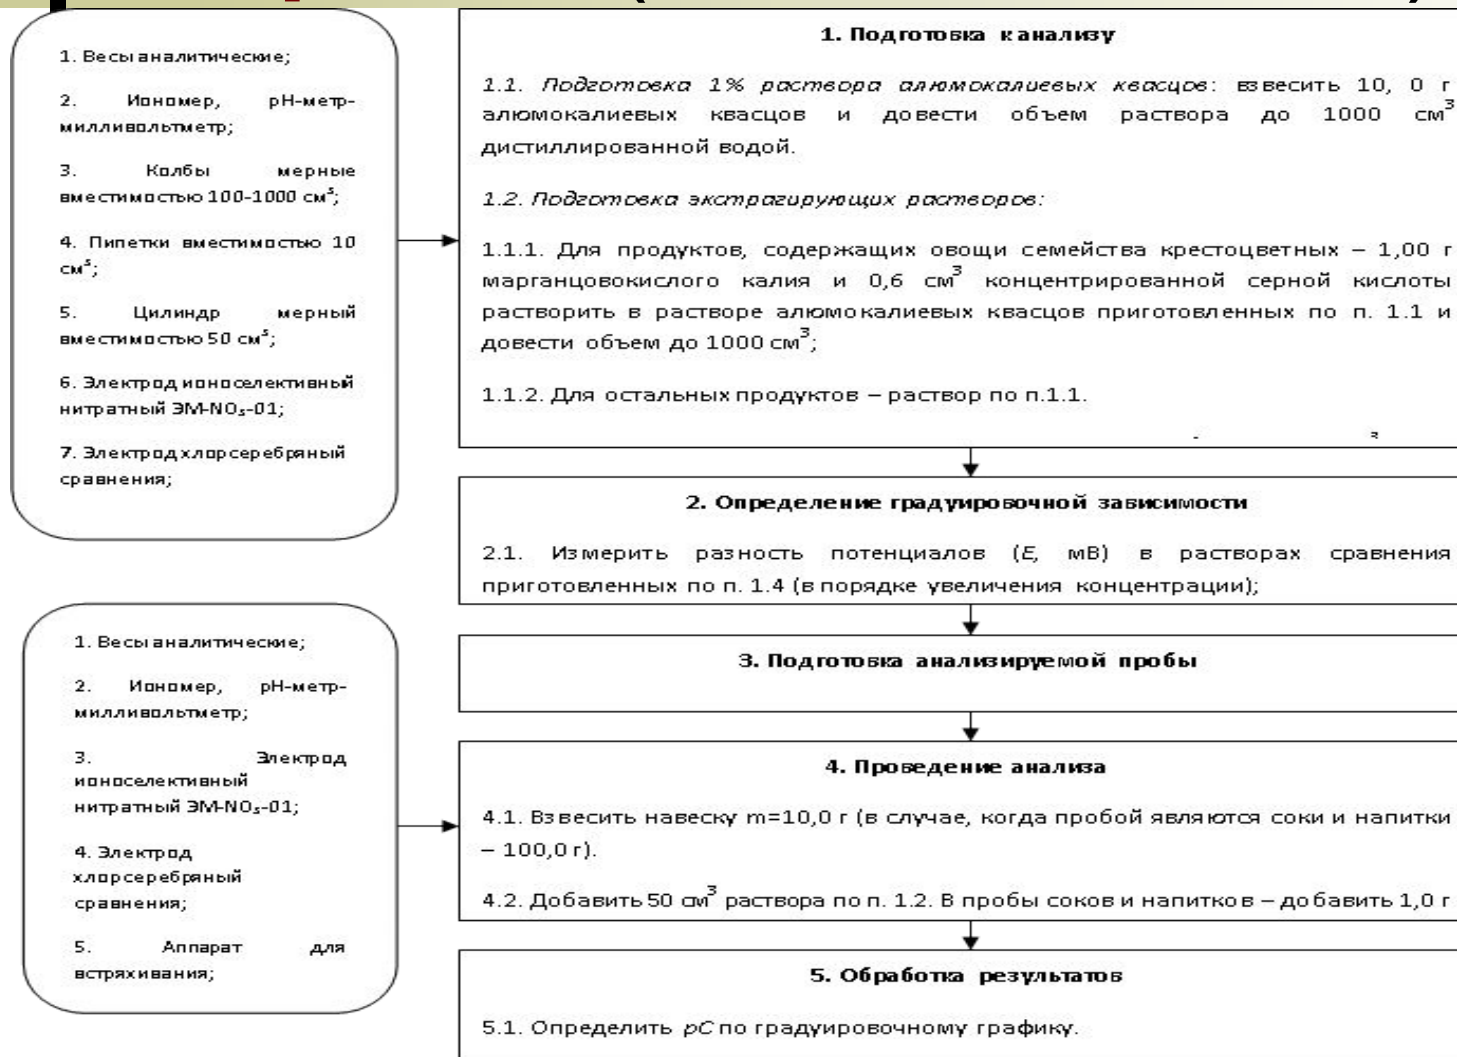 1. Весы аналитические;
2. Иономер, pH-метр-
милливольтметр;
3. Колбы мерные
вместимостью 100-1000 см³;
4. Пипетки вместимостью 10
см³;
5. Цилиндр мерный
вместимостью 50 см³;
6. Электрод ионоселективный
нитратный ЭМ-NO₃-01;
7. Электрод хлорсеребряный
сравнения;
1. Подготовка к анализу
1.1. Подготовка 1% раствора алюмокалиевых квасцов: взвесить 10, 0 г
алюмокалиевых квасцов и довести объем раствора до 1000 см³
дистиллированной водой.
1.2. Подготовка экстрагирующих растворов:
1.1.1. Для продуктов, содержащих овощи семейства крестоцветных – 1,00 г
марганцовокислого калия и 0,6 см³ концентрированной серной кислоты
растворить в растворе алюмокалиевых квасцов приготовленных по п. 1.1 и
довести объем до 1000 см³;
1.1.2. Для остальных продуктов – раствор по п.1.1.
2. Определение градуировочной зависимости
2.1. Измерить разность потенциалов (E, мВ) в растворах сравнения
приготовленных по п. 1.4 (в порядке увеличения концентрации);
3. Подготовка анализируемой пробы
1. Весы аналитические;
2. Иономер, pH-метр-
милливольтметр;
3. Электрод
ионоселективный
нитратный ЭМ-NO₃-01;
4. Электрод
хлорсеребряный
сравнения;
5. Аппарат для
встряхивания;
4. Проведение анализа
4.1. Взвесить навеску m=10,0 г (в случае, когда пробой являются соки и напитки
– 100,0 г).
4.2. Добавить 50 см³ раствора по п. 1.2. В пробы соков и напитков – добавить 1,0 г
5. Обработка результатов
5.1. Определить pC по градуировочному графику.